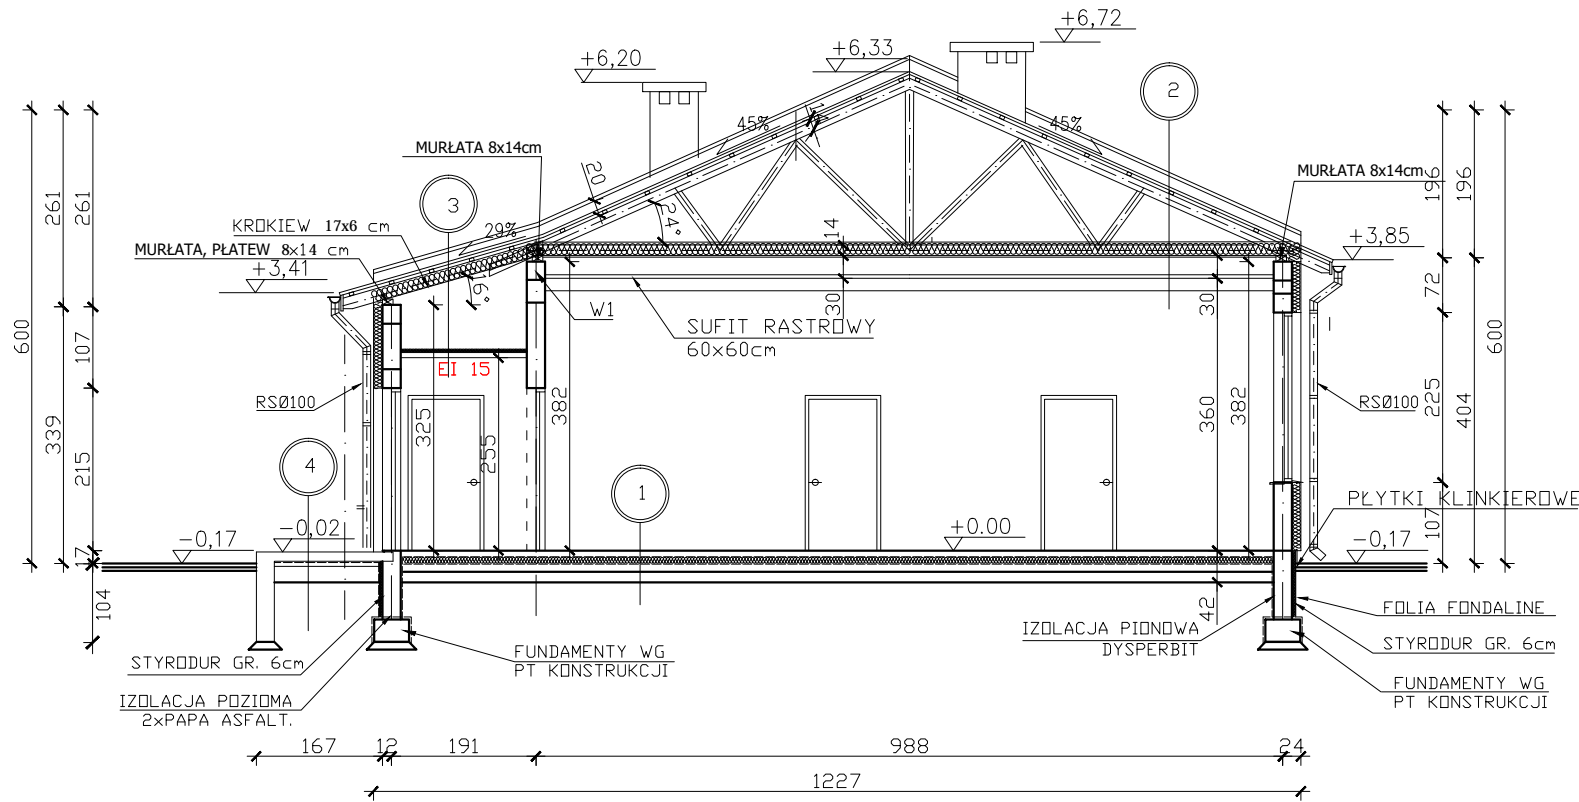 +6,72
+6,33
+6,20
2
45%
45%
14
MURŁATA 8x14cm
MURŁATA 8x14cm
20
3
KROKIEW 17x6 cm
29%
24°
14
MURŁATA, PŁATEW 8x14 cm
+3,85
+3,41
16°
W1
30
30
SUFIT RASTROWY
60x60cm
EI 15
RSØ100
RSØ100
600
261
339
261
107
215
17
104
325
255
382
360
382
42
196
72
225
107
196
404
600
4
1
PŁYTKI KLINKIEROWE
-0,17
-0,02
+0.00
-0,17
FOLIA FONDALINE
IZOLACJA PIONOWA
DYSPERBIT
STYRODUR GR. 6cm
FUNDAMENTY WG
PT KONSTRUKCJI
STYRODUR GR. 6cm
FUNDAMENTY WG
PT KONSTRUKCJI
IZOLACJA POZIOMA
2xPAPA ASFALT.
167
12
191
988
24
1227